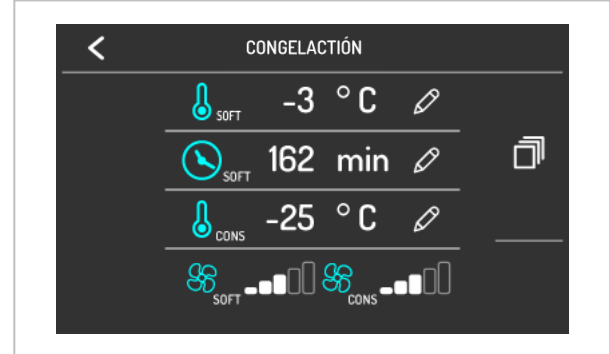 CONGELACTIÓN
SOFT -3 °C
SOFT 162 min
CONS -25 °C
SOFT CONS